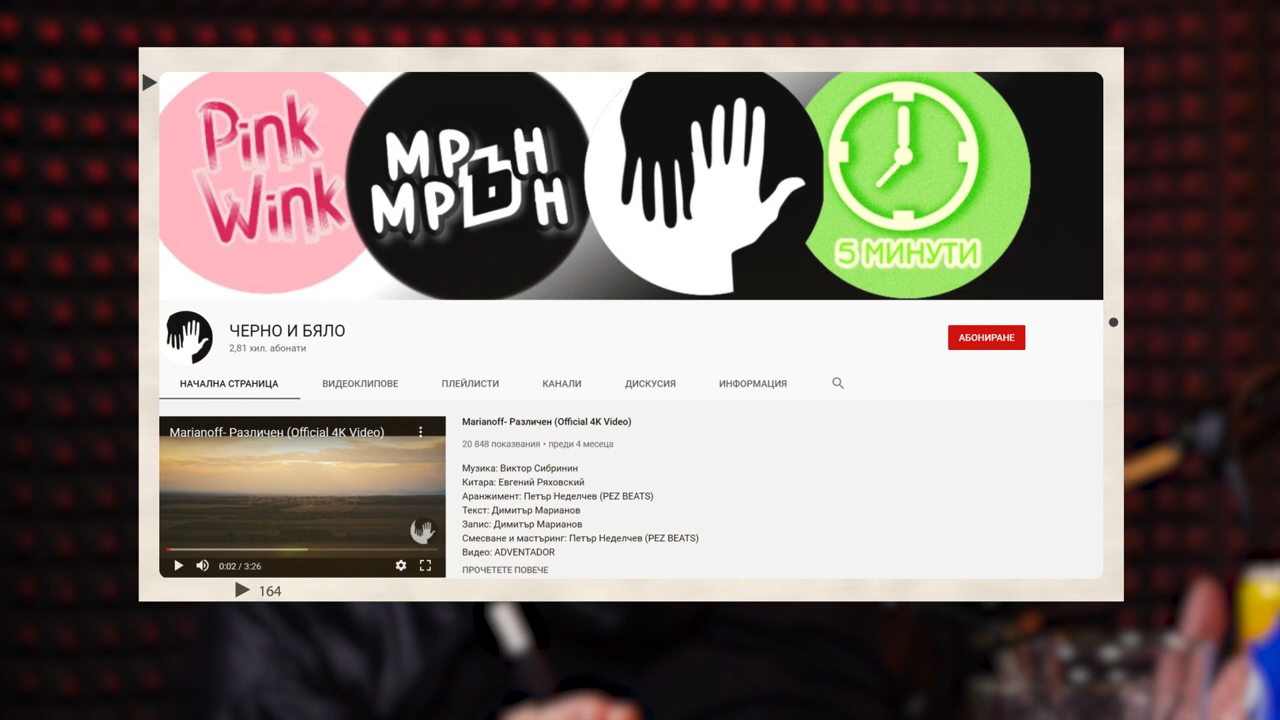 Pink
Wink
МРЪН
МРЪН
5 МИНУТИ
ЧЕРНО И БЯЛО
2,81 хил. абонати
АБОНИРАНЕ
НАЧАЛНА СТРАНИЦА ВИДЕОКЛИПОВЕ ПЛЕЙЛИСТИ КАНАЛИ ДИСКУСИЯ ИНФОРМАЦИЯ
Marianoff- Различен (Official 4K Video)
0:02 / 3:26
Marianoff- Различен (Official 4K Video)
20 848 показвания • преди 4 месеца
Музика: Виктор Сибринин
Китара: Евгений Ряховский
Аранжимент: Петър Неделчев (PEZ BEATS)
Текст: Димитър Марианов
Запис: Димитър Марианов
Смесване и мастъринг: Петър Неделчев (PEZ BEATS)
Видео: ADVENTADOR
ПРОЧЕТЕТЕ ПОВЕЧЕ
164